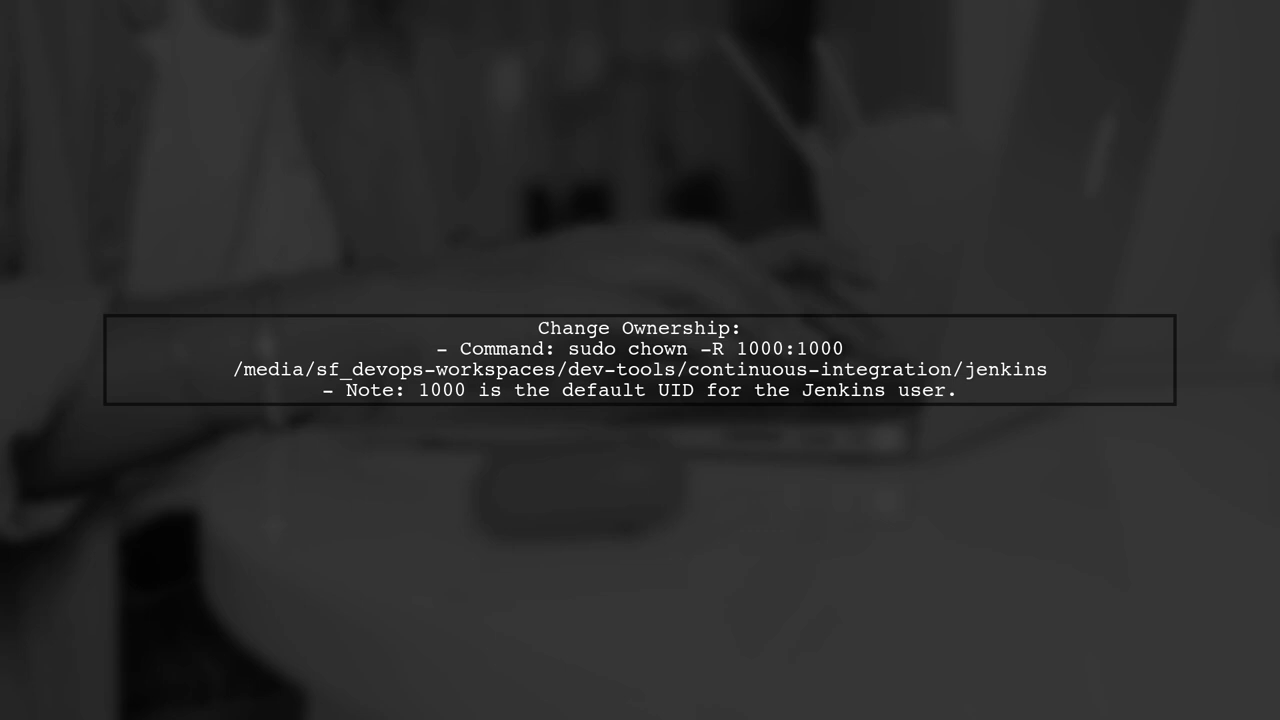 Change Ownership:
- Command: sudo chown -R 1000:1000
/media/sf_devops-workspaces/dev-tools/continuous-integration/jenkins
- Note: 1000 is the default UID for the Jenkins user.